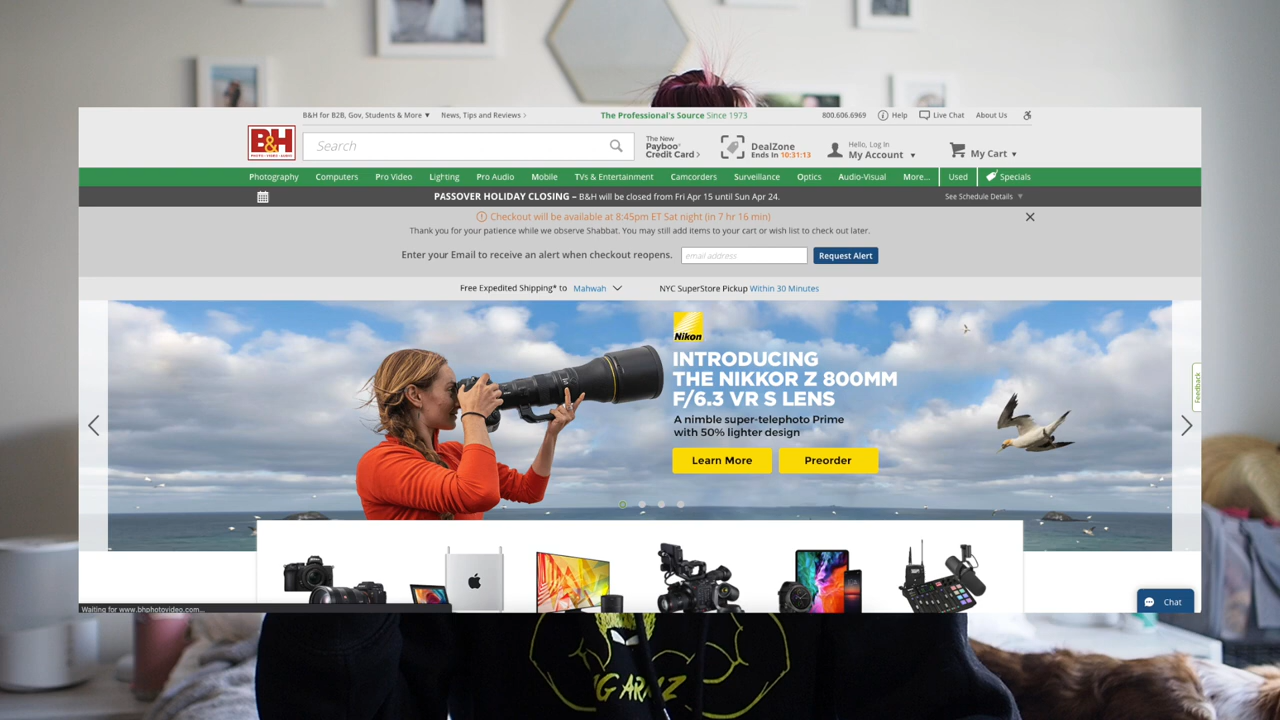 B&H for B2B, Gov, Students & More ▼
News, Tips and Reviews >
The Professional's Source Since 1973
800.606.6969
Help
Live Chat
About Us
B&H
PHOTO · VIDEO · AUDIO
Search
The New
Payboo®
Credit Card >
DealZone
Ends In 10:31:13
Hello, Log In
My Account ▼
My Cart ▼
Photography
Computers
Pro Video
Lighting
Pro Audio
Mobile
TVs & Entertainment
Camcorders
Surveillance
Optics
Audio-Visual
More...
Used
Specials
PASSOVER HOLIDAY CLOSING – B&H will be closed from Fri Apr 15 until Sun Apr 24.
See Schedule Details ▼
Checkout will be available at 8:45pm ET Sat night (in 7 hr 16 min)
Thank you for your patience while we observe Shabbat. You may still add items to your cart or wish list to check out later.
Enter your Email to receive an alert when checkout reopens.
email address
Request Alert
Free Expedited Shipping* to Mahwah
NYC SuperStore Pickup Within 30 Minutes
Nikon
INTRODUCING
THE NIKKOR Z 800MM
F/6.3 VR S LENS
A nimble super-telephoto Prime
with 50% lighter design
Learn More
Preorder
Feedback
Chat
Waiting for www.bhphotovideo.com...